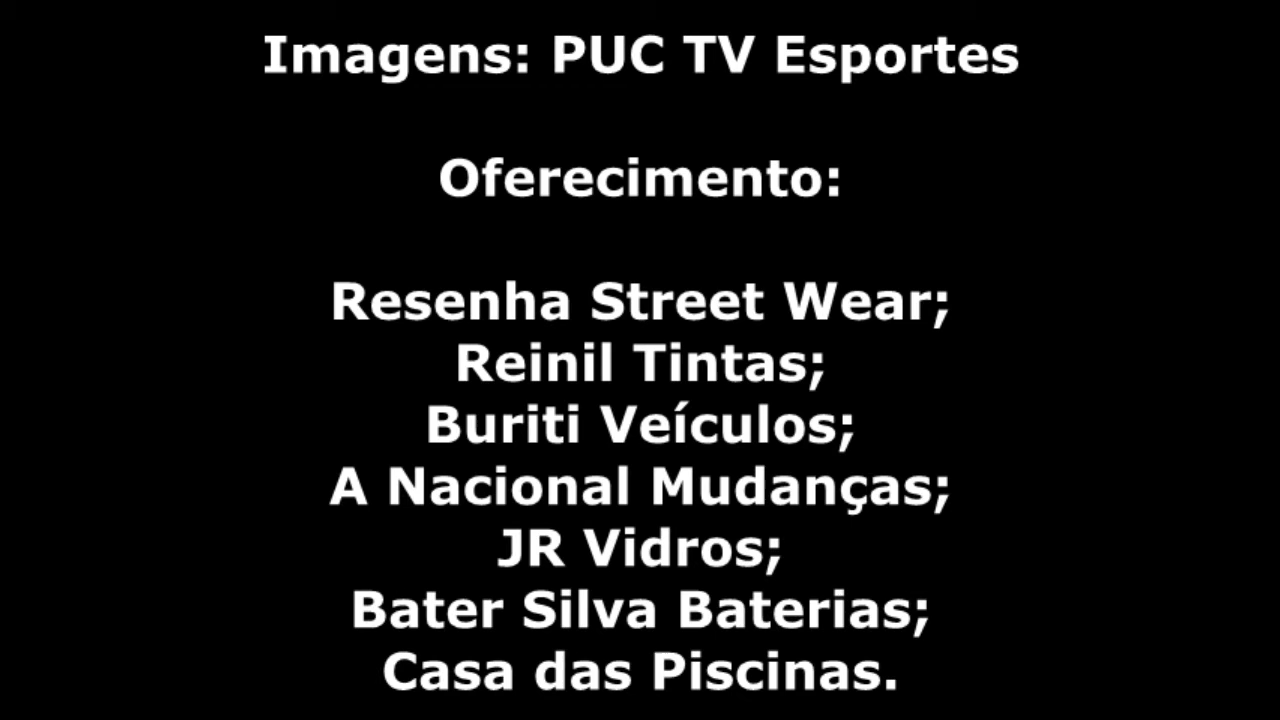 Imagens: PUC TV Esportes
Oferecimento:
Resenha Street Wear;
Reinil Tintas;
Buriti Veículos;
A Nacional Mudanças;
JR Vidros;
Bater Silva Baterias;
Casa das Piscinas.